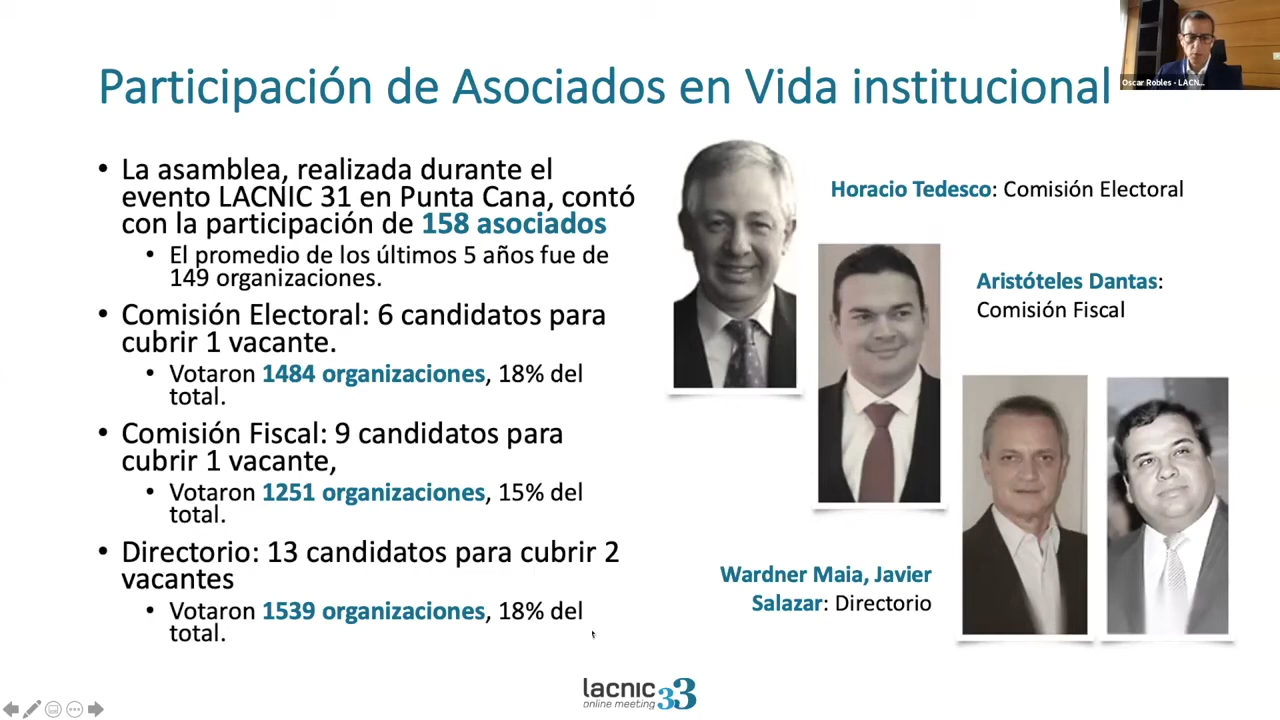 Participación de Asociados en Vida institucional
Oscar Robles - LACN...
• La asamblea, realizada durante el
evento LACNIC 31 en Punta Cana, contó
con la participación de 158 asociados
• El promedio de los últimos 5 años fue de
149 organizaciones.
• Comisión Electoral: 6 candidatos para
cubrir 1 vacante.
• Votaron 1484 organizaciones, 18% del
total.
• Comisión Fiscal: 9 candidatos para
cubrir 1 vacante,
• Votaron 1251 organizaciones, 15% del
total.
• Directorio: 13 candidatos para cubrir 2
vacantes
• Votaron 1539 organizaciones, 18% del
total.
Horacio Tedesco: Comisión Electoral
Aristóteles Dantas:
Comisión Fiscal
Wardner Maia, Javier
Salazar: Directorio
lacnic 33
online meeting